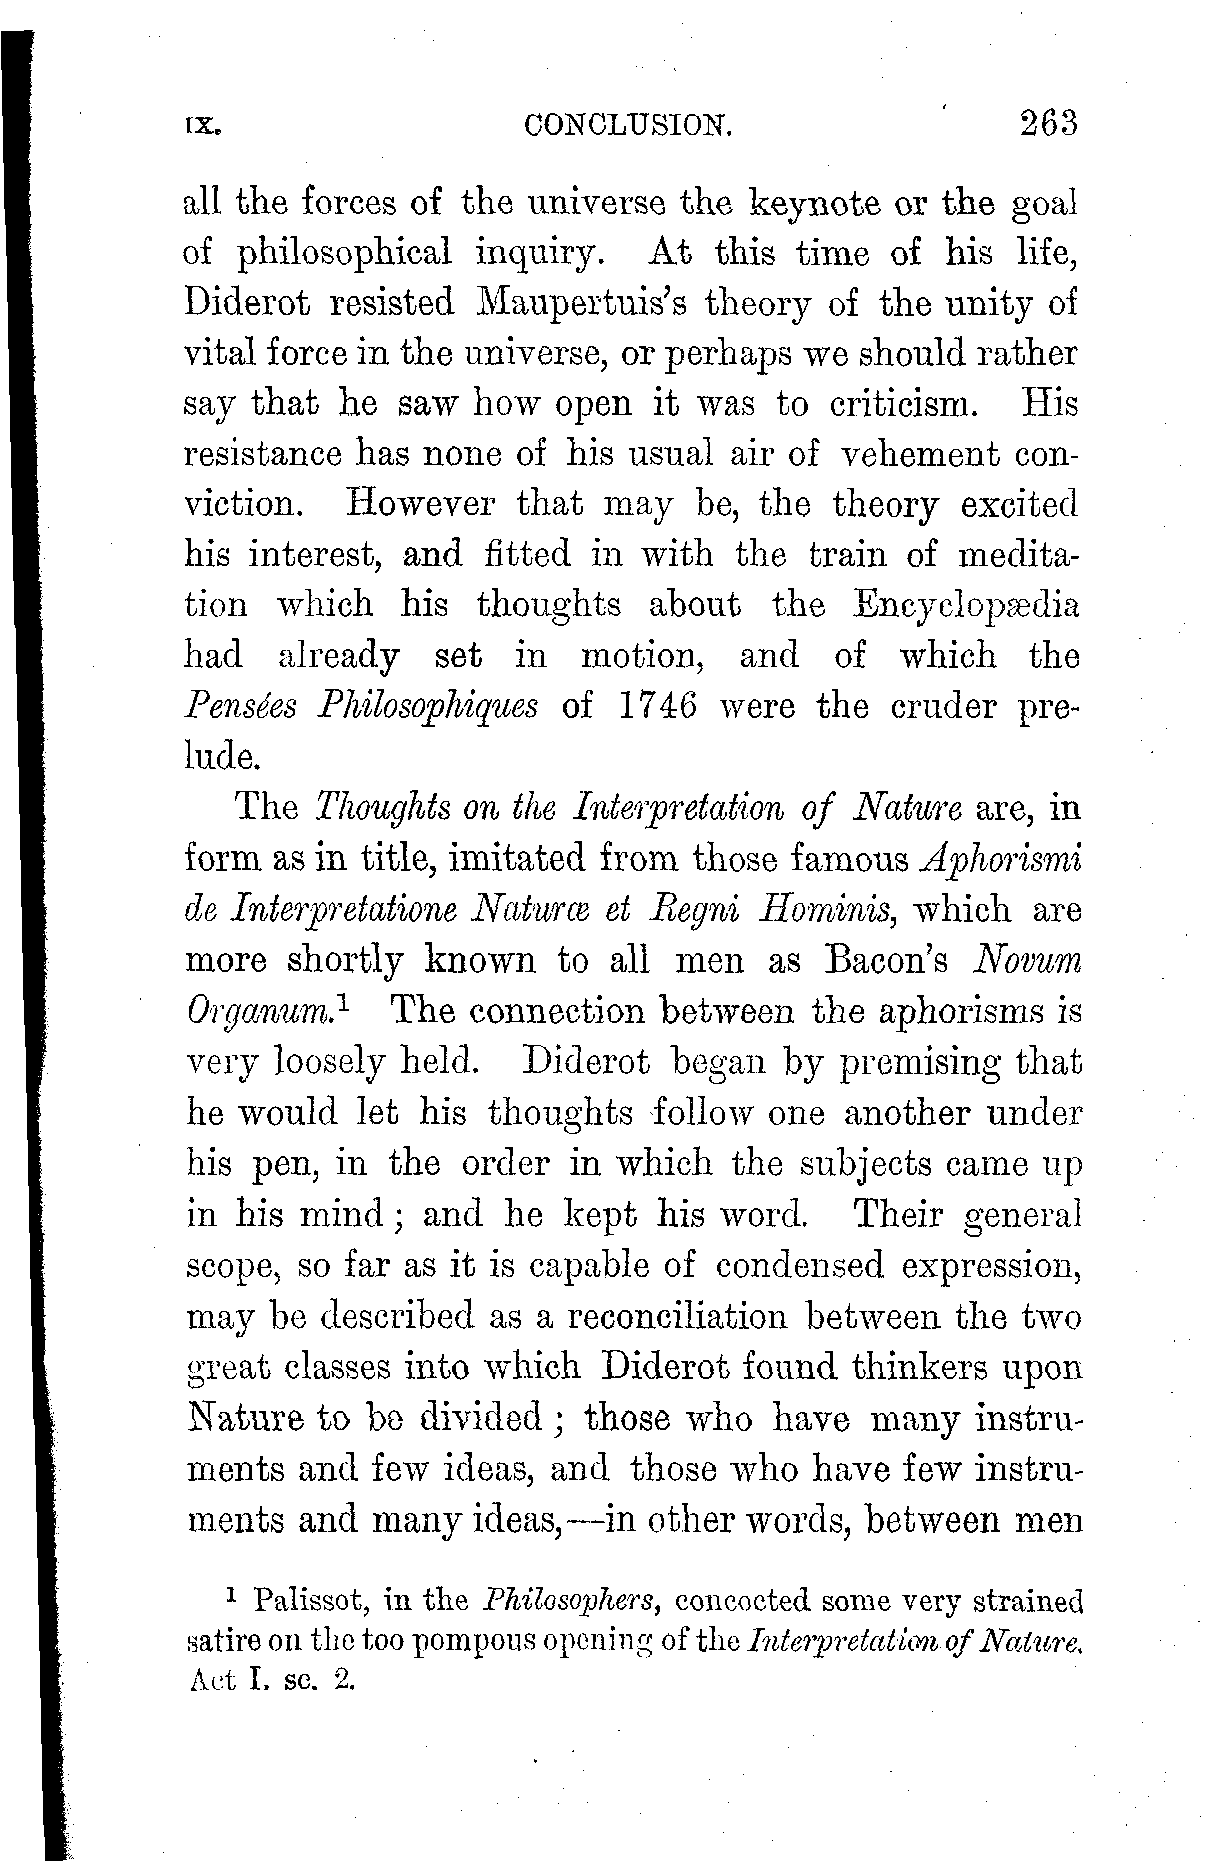 IX. CONCLUSION. 263
all the forces of the universe the keynote or the goal
of philosophical inquiry. At this time of his life,
Diderot resisted Maupertuis's theory of the unity of
vital force in the universe, or perhaps we should rather
say that he saw how open it was to criticism. His
resistance has none of his usual air of vehement con-
viction. However that may be, the theory excited
his interest, and fitted in with the train of medita-
tion which his thoughts about the Encyclopædia
had already set in motion, and of which the
Pensées Philosophiques of 1746 were the cruder pre-
lude.
The Thoughts on the Interpretation of Nature are, in
form as in title, imitated from those famous Aphorismi
de Interpretatione Naturæ et Regni Hominis, which are
more shortly known to all men as Bacon's Novum
Organum.¹ The connection between the aphorisms is
very loosely held. Diderot began by premising that
he would let his thoughts follow one another under
his pen, in the order in which the subjects came up
in his mind; and he kept his word. Their general
scope, so far as it is capable of condensed expression,
may be described as a reconciliation between the two
great classes into which Diderot found thinkers upon
Nature to be divided; those who have many instru-
ments and few ideas, and those who have few instru-
ments and many ideas,—in other words, between men
¹ Palissot, in the Philosophers, concocted some very strained
satire on the too pompous opening of the Interpretation of Nature.
Act I. sc. 2.